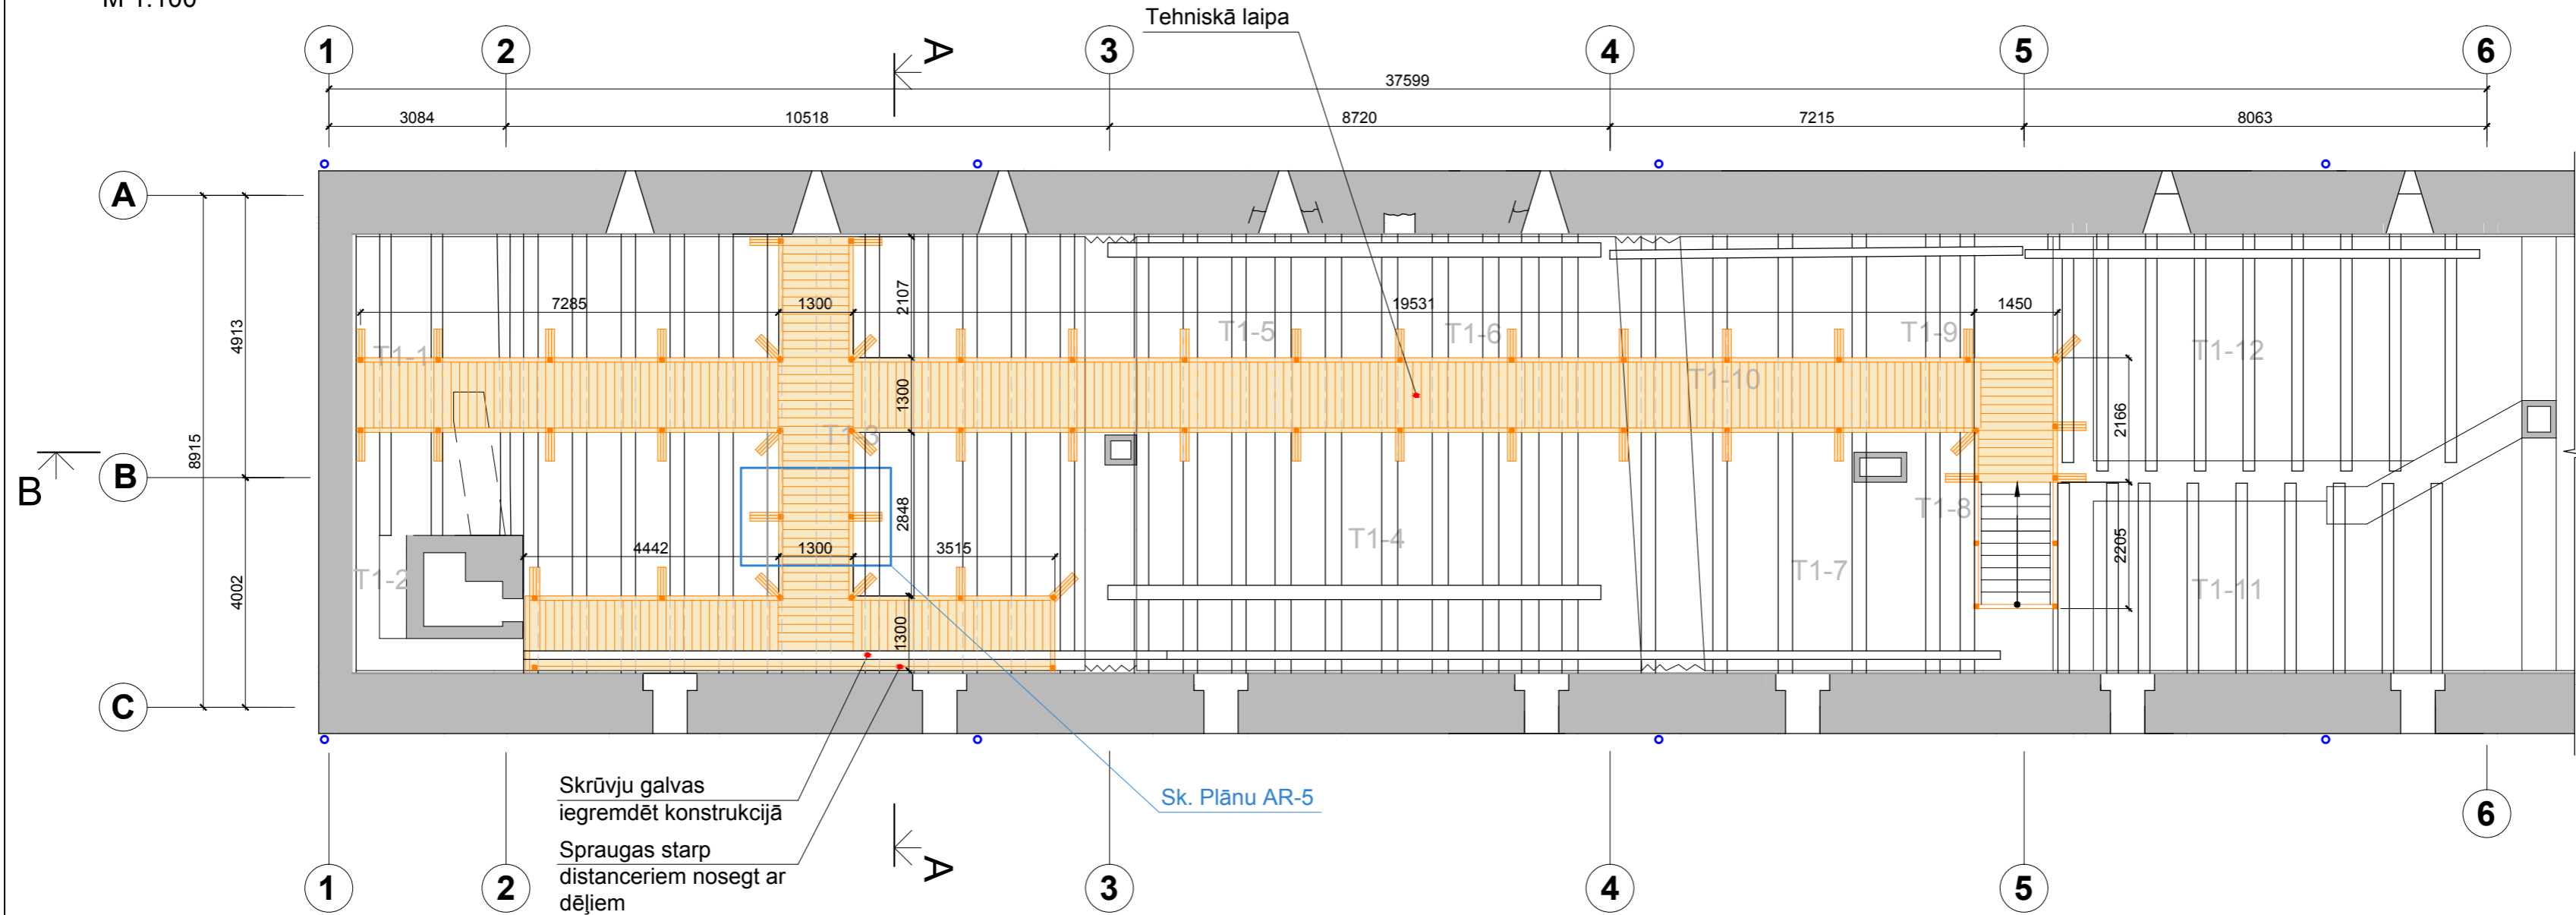 M 1:100
Tehniskā laipa
1
2
A
3
4
5
6
37599
3084
10518
8720
7215
8063
A
B
B
C
8915
4913
4002
7285
1300
2107
19531
1450
T1-1
T1-5
T1-6
T1-9
T1-12
T1-10
1300
T1-3
2166
2848
T1-8
4442
1300
3515
T1-4
T1-2
T1-7
2205
T1-11
1300
Skrūvju galvas
iegremdēt konstrukcijā
Sk. Plānu AR-5
Spraugas starp
distanceriem nosegt ar
dēļiem
A
1
2
3
4
5
6